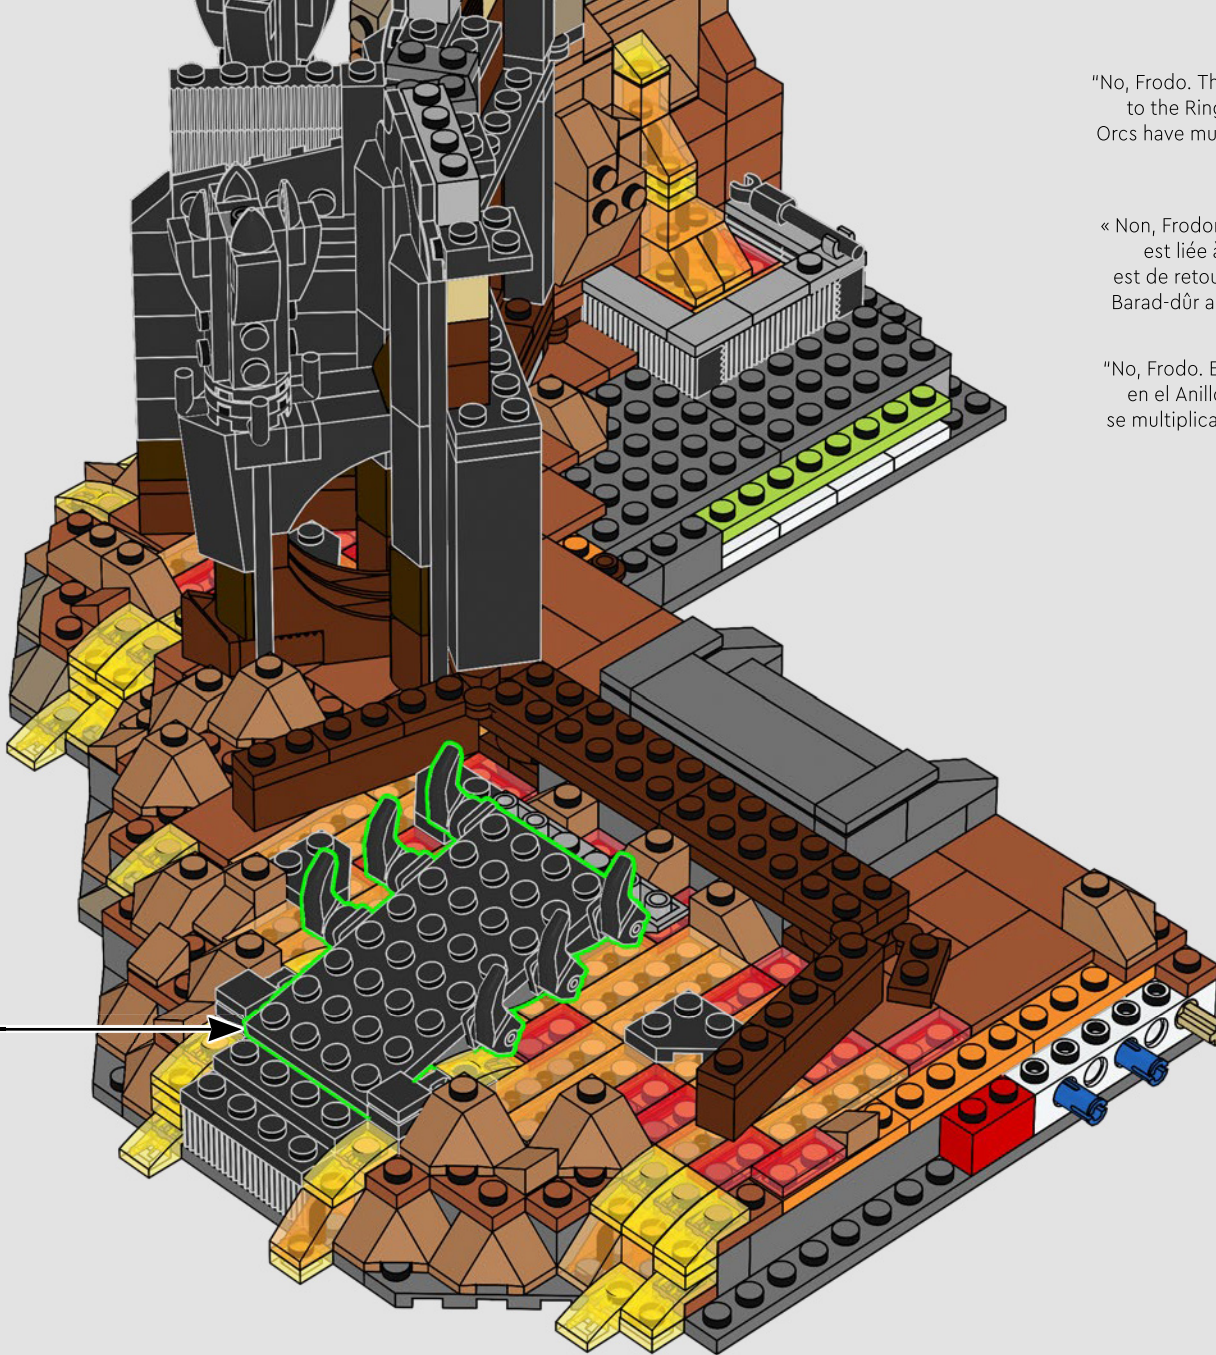 "No, Frodo. Th
to the Ring
Orcs have mu
« Non, Frodon
est liée à
est de retou
Barad-dûr a
"No, Frodo. E
en el Anillo
se multiplica